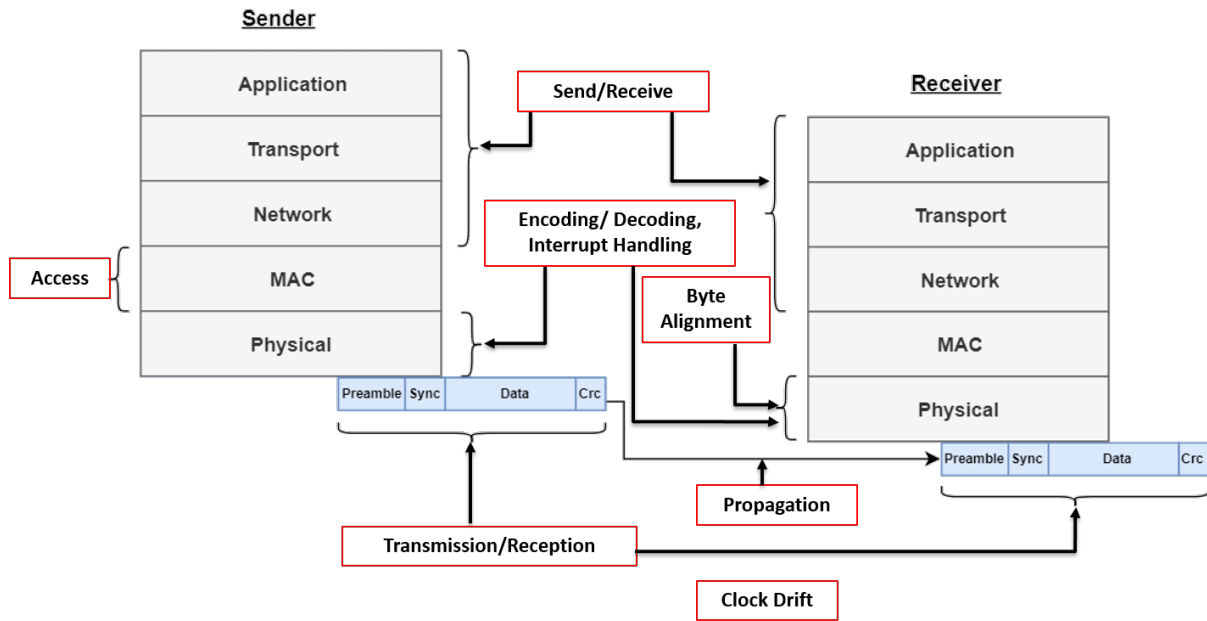 Sender
Application
Transport
Network
MAC
Physical
Access
Preamble Sync Data Crc
Send/Receive
Encoding/ Decoding,
Interrupt Handling
Byte
Alignment
Receiver
Application
Transport
Network
MAC
Physical
Preamble Sync Data Crc
Propagation
Transmission/Reception
Clock Drift